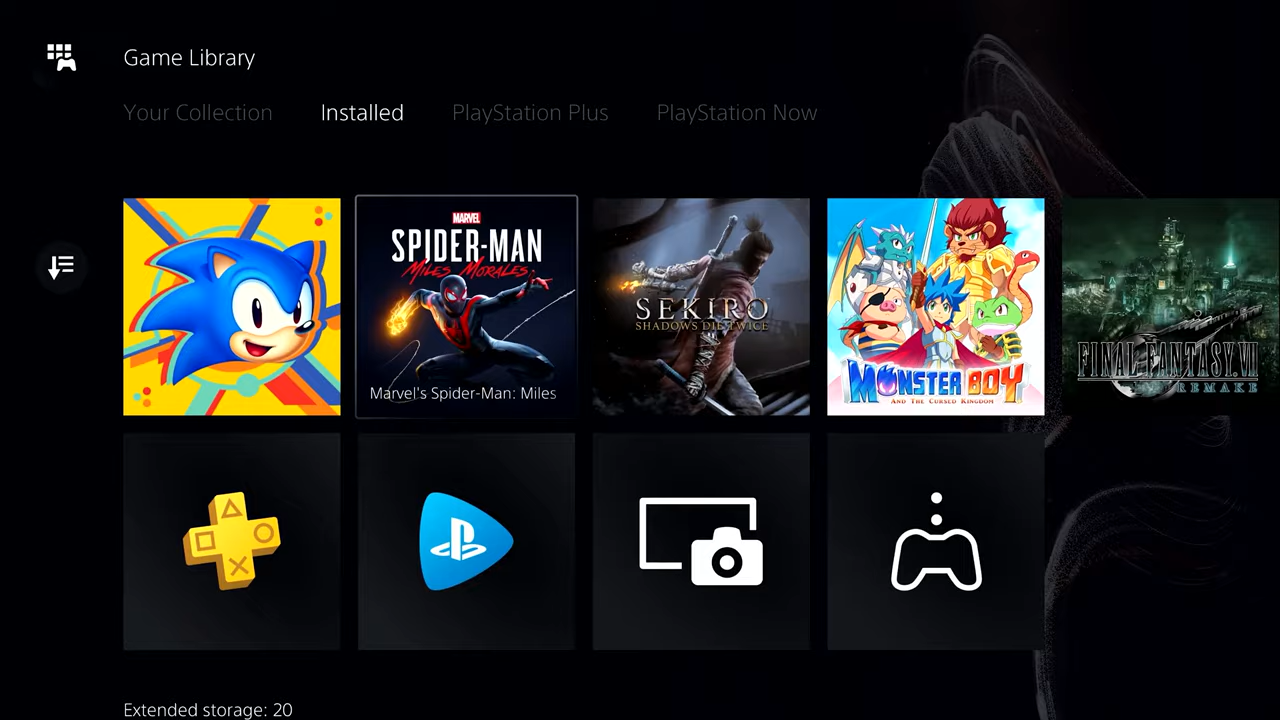 Game Library
Your Collection
Installed
PlayStation Plus
PlayStation Now
MARVEL
SPIDER-MAN
MILES MORALES
Marvel's Spider-Man: Miles
SEKIRO
SHADOWS DIE TWICE
MONSTER BOY
AND THE CURSED KINGDOM
FINAL FANTASY VII
REMAKE
Extended storage: 20